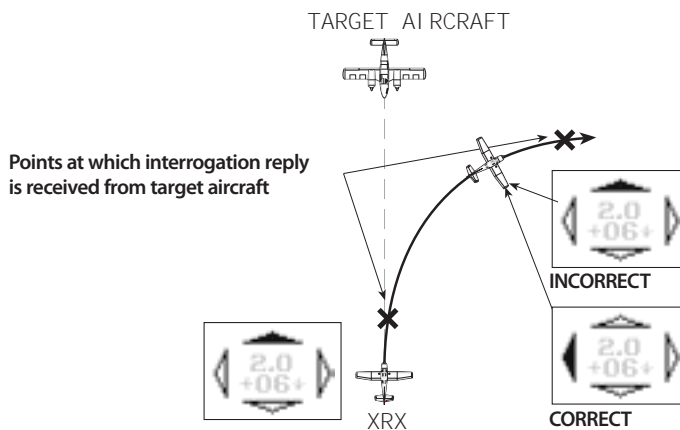 TARGET AIRCRAFT
Points at which interrogation reply
is received from target aircraft
2.0
+06↓
INCORRECT
2.0
+06↓
2.0
+06↓
XRX
CORRECT